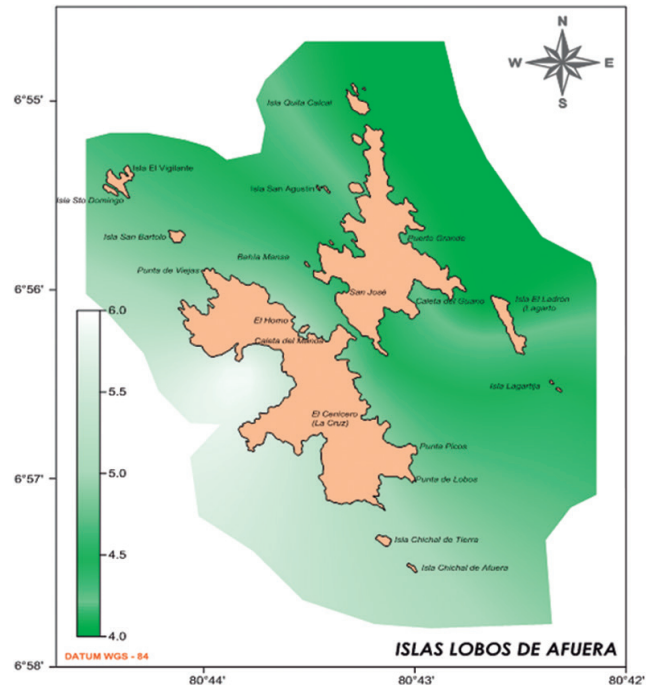 N
W E
S
6°55'
6°56'
6°57'
6°58'
Isla Quita Calzal
Isla El Vigilante
Isla Sto Domingo
Isla San Agustin
Isla San Bartolo
Puerto Grande
Bahía Mansa
Punta de Viejas
San José
Caleta del Guano
Isla El Ladrón
(Lagarto
El Horno
Caleta del Manda
Isla Lagartija
El Cenicero
(La Cruz)
Punta Picos
Punta de Lobos
Isla Chichal de Tierra
Isla Chichal de Afuera
6.0
5.5
5.0
4.5
4.0
DATUM WGS - 84
ISLAS LOBOS DE AFUERA
80°44' 80°43' 80°42'